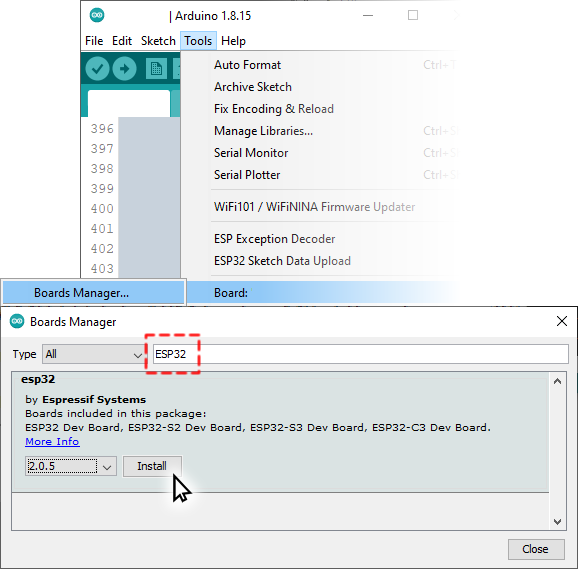 | Arduino 1.8.15
File Edit Sketch Tools Help
Auto Format Ctrl+T
Archive Sketch
Fix Encoding & Reload
Manage Libraries...
Serial Monitor
Serial Plotter
WiFi101 / WiFiNINA Firmware Updater
ESP Exception Decoder
ESP32 Sketch Data Upload
Board:
396
397
398
399
400
401
402
403
Boards Manager...
Boards Manager
Type All ESP32
esp32
by Espressif Systems
Boards included in this package:
ESP32 Dev Board, ESP32-S2 Dev Board, ESP32-S3 Dev Board, ESP32-C3 Dev Board.
More Info
2.0.5 Install
Close